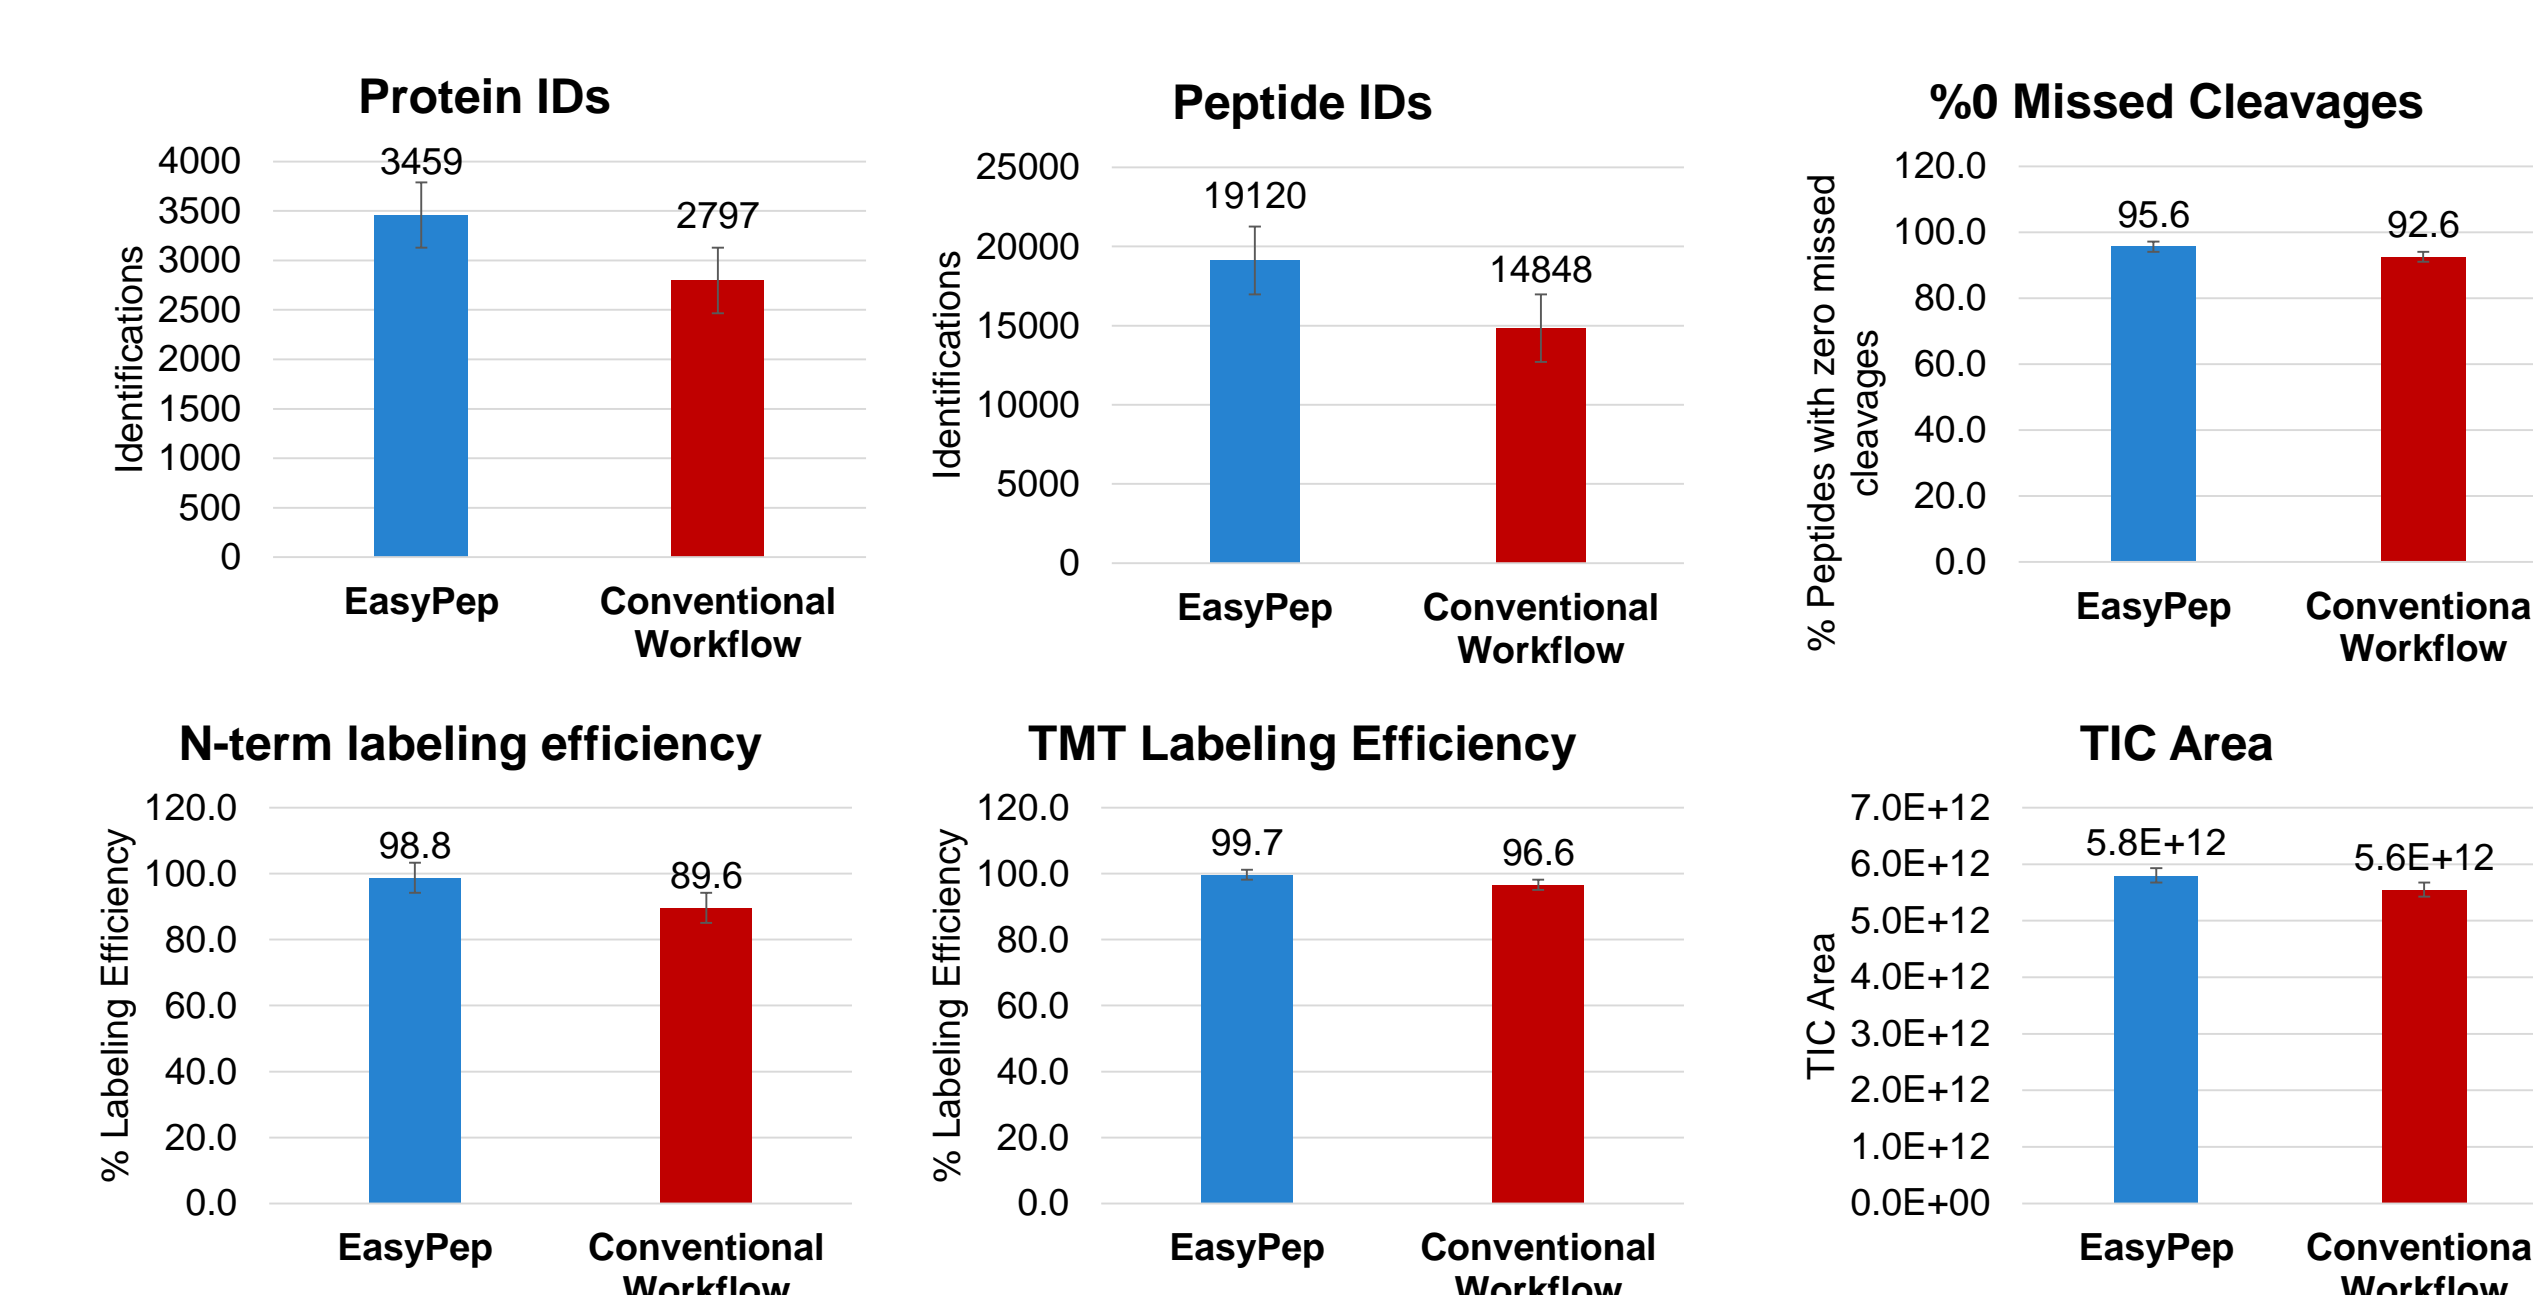 Protein IDs
4000
3500
3000
2500
2000
1500
1000
500
0
Identifications
3459
2797
EasyPep
Conventional
Workflow
Peptide IDs
25000
20000
15000
10000
5000
0
Identifications
19120
14848
EasyPep
Conventional
Workflow
%0 Missed Cleavages
120.0
100.0
80.0
60.0
40.0
20.0
0.0
% Peptides with zero missed
cleavages
95.6
92.6
EasyPep
Conventiona
Workflow
N-term labeling efficiency
120.0
100.0
80.0
60.0
40.0
20.0
0.0
% Labeling Efficiency
98.8
89.6
EasyPep
Conventional
Workflow
TMT Labeling Efficiency
120.0
100.0
80.0
60.0
40.0
20.0
0.0
% Labeling Efficiency
99.7
96.6
EasyPep
Conventional
Workflow
TIC Area
7.0E+12
6.0E+12
5.0E+12
4.0E+12
3.0E+12
2.0E+12
1.0E+12
0.0E+00
TIC Area
5.8E+12
5.6E+12
EasyPep
Conventiona
Workflow